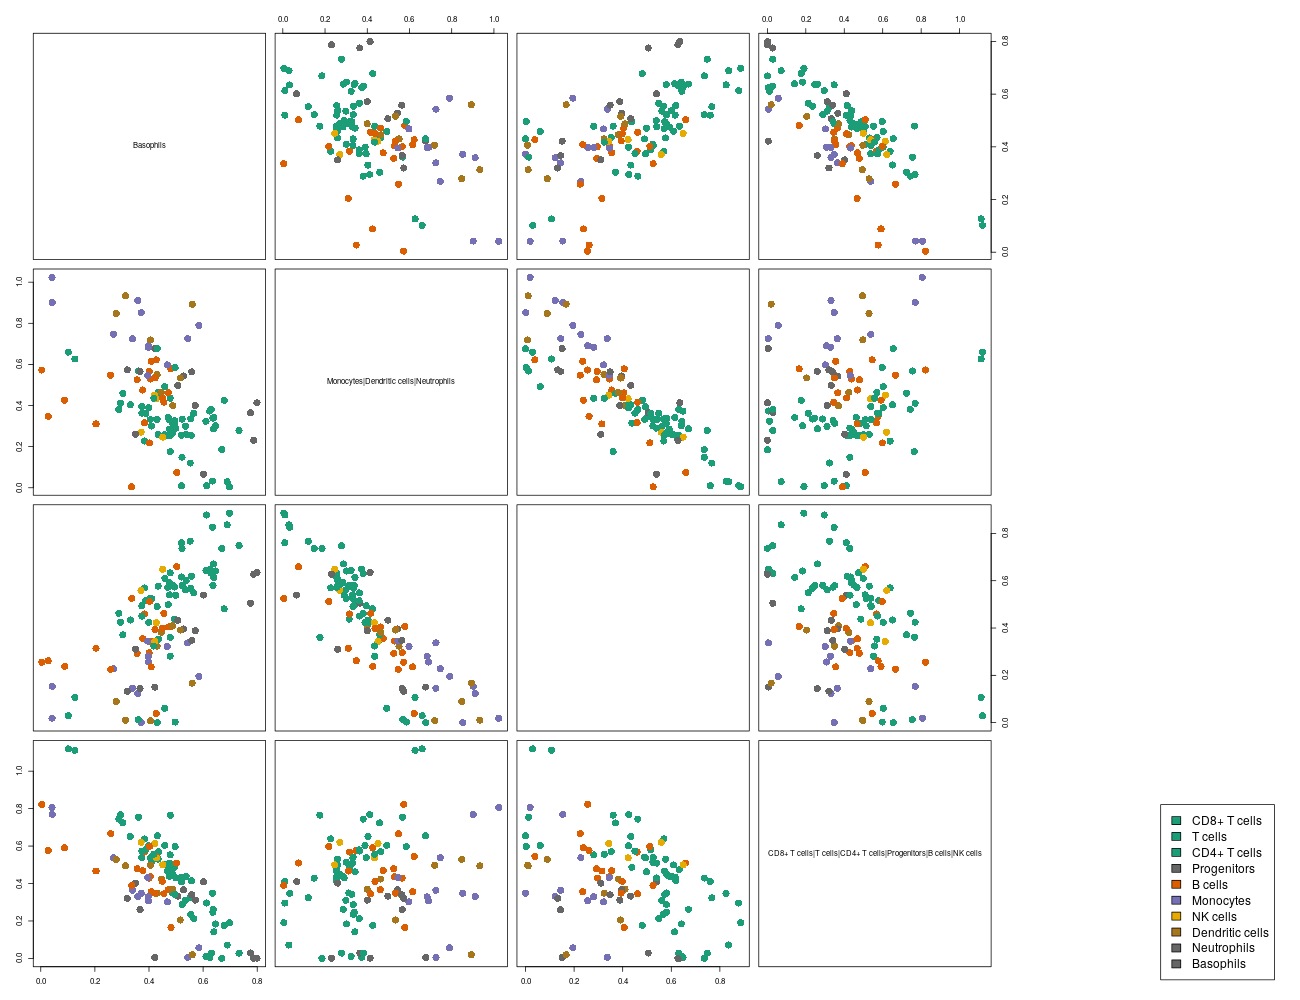 0.0 0.2 0.4 0.6 0.8 1.0
0.0 0.2 0.4 0.6 0.8 1.0
Basophils
0.0 0.2 0.4 0.6 0.8
0.0 0.2 0.4 0.6 0.8 1.0
Monocytes|Dendritic cells|Neutrophils
0.0 0.2 0.4 0.6 0.8
0.0 0.2 0.4 0.6 0.8 1.0
CD8+ T cells|T cells|CD4+ T cells|Progenitors|B cells|NK cells
0.0 0.2 0.4 0.6 0.8
0.0 0.2 0.4 0.6 0.8
CD8+ T cells
T cells
CD4+ T cells
Progenitors
B cells
Monocytes
NK cells
Dendritic cells
Neutrophils
Basophils